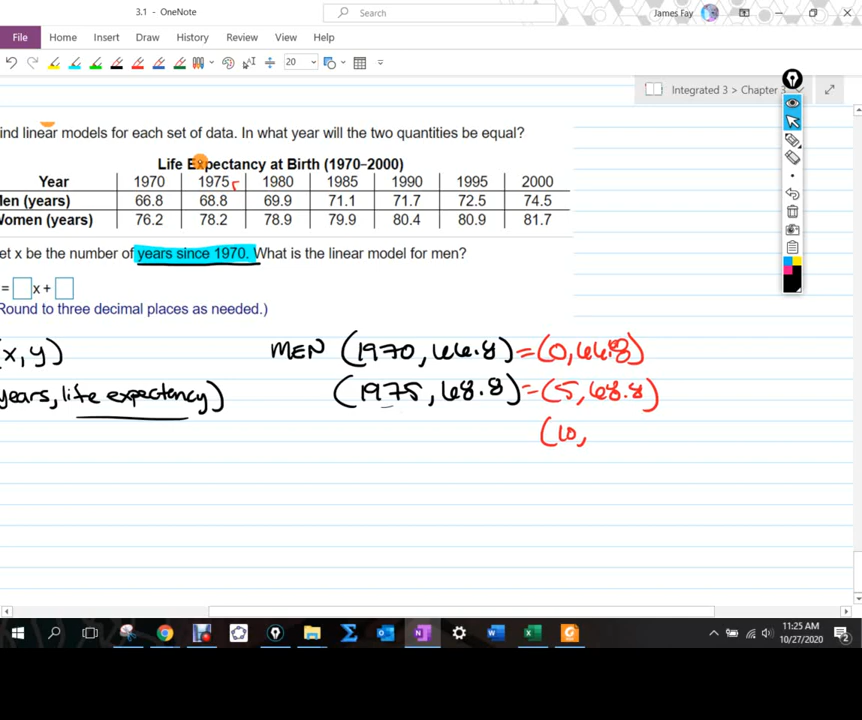 3.1 - OneNote
Search
James Fay
File Home Insert Draw History Review View Help
20
Integrated 3 > Chapter 3
ind linear models for each set of data. In what year will the two quantities be equal?
Life Expectancy at Birth (1970–2000)
Year 1970 1975 1980 1985 1990 1995 2000
Men (years) 66.8 68.8 69.9 71.1 71.7 72.5 74.5
Women (years) 76.2 78.2 78.9 79.9 80.4 80.9 81.7
et x be the number of years since 1970. What is the linear model for men?
= x +
Round to three decimal places as needed.)
(x, y) MEN (1970, 66.8) = (0, 66.8)
years, life expectency) (1975, 68.8) = (5, 68.8)
(10,
11:25 AM
10/27/2020
2